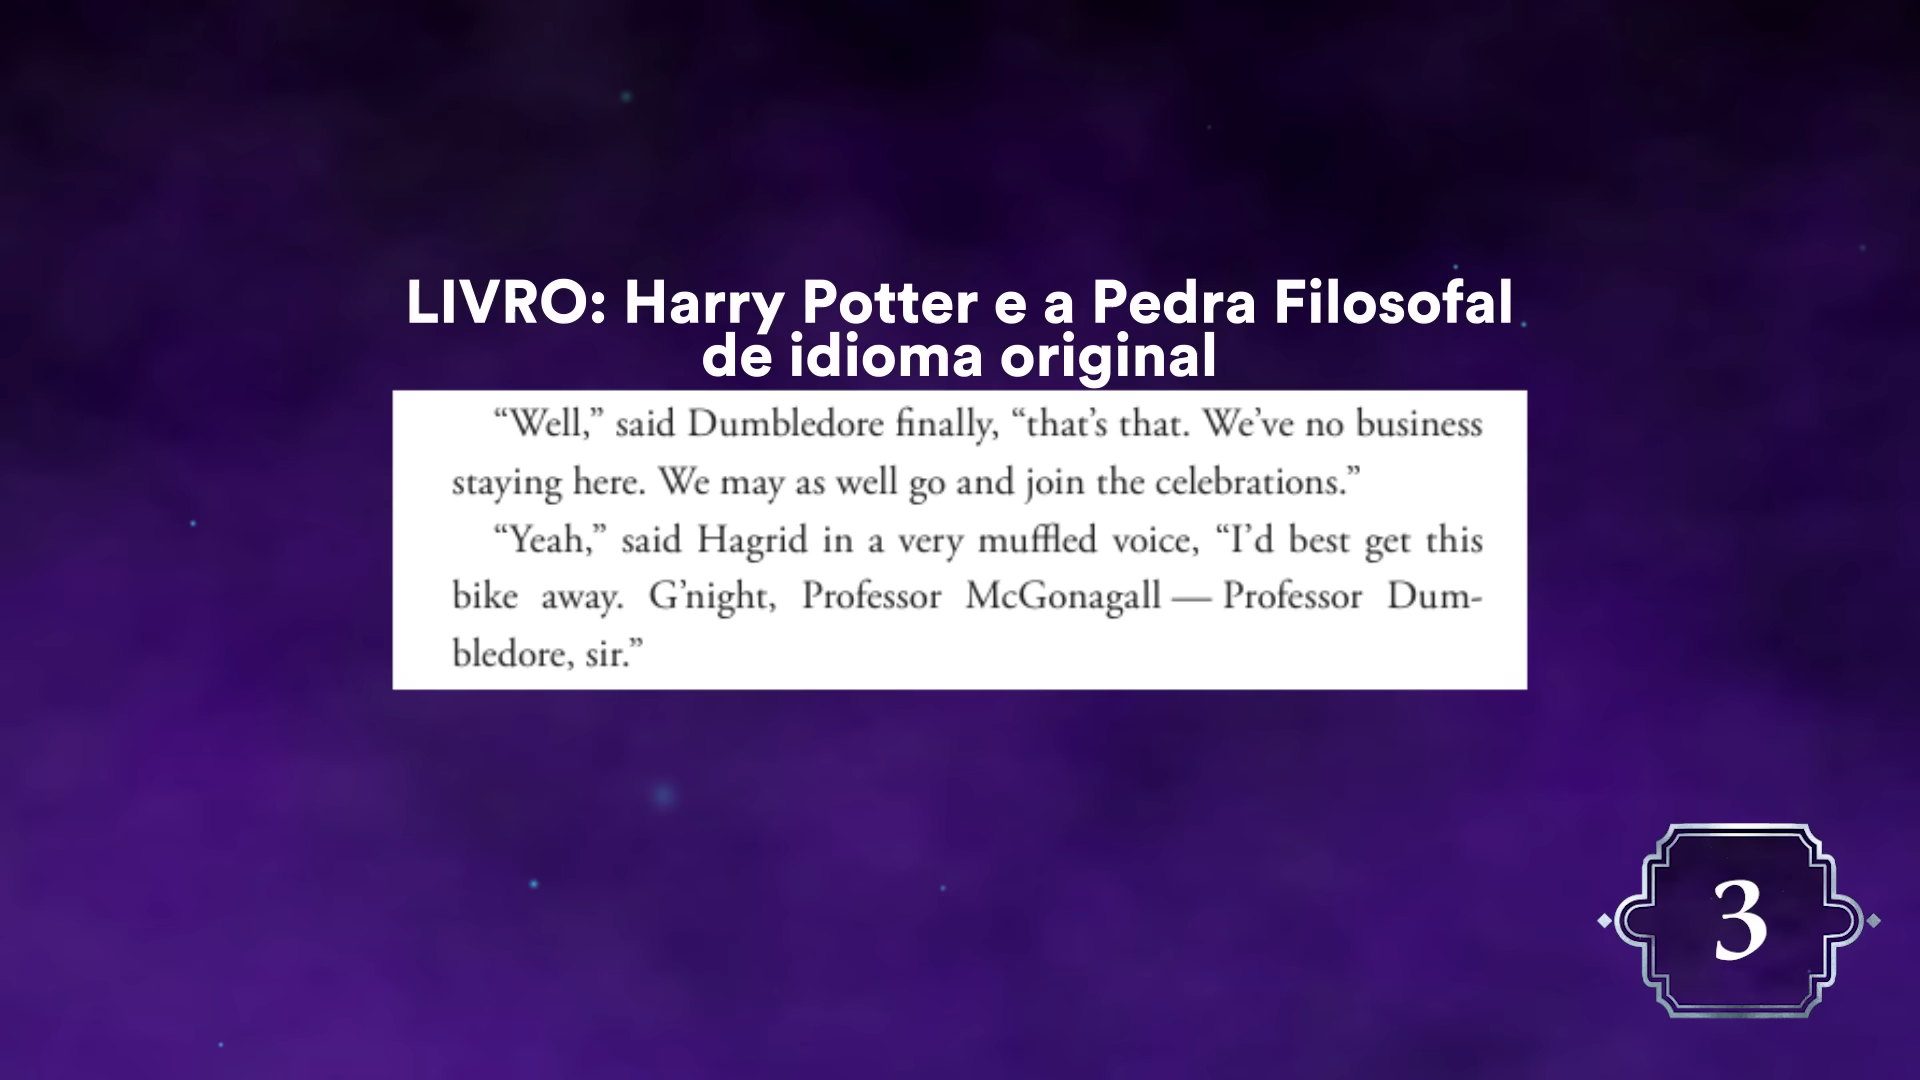 LIVRO: Harry Potter e a Pedra Filosofal
de idioma original
“Well,” said Dumbledore finally, “that’s that. We’ve no business
staying here. We may as well go and join the celebrations.”
“Yeah,” said Hagrid in a very muffled voice, “I’d best get this
bike away. G’night, Professor McGonagall — Professor Dum-
bledore, sir.”
3